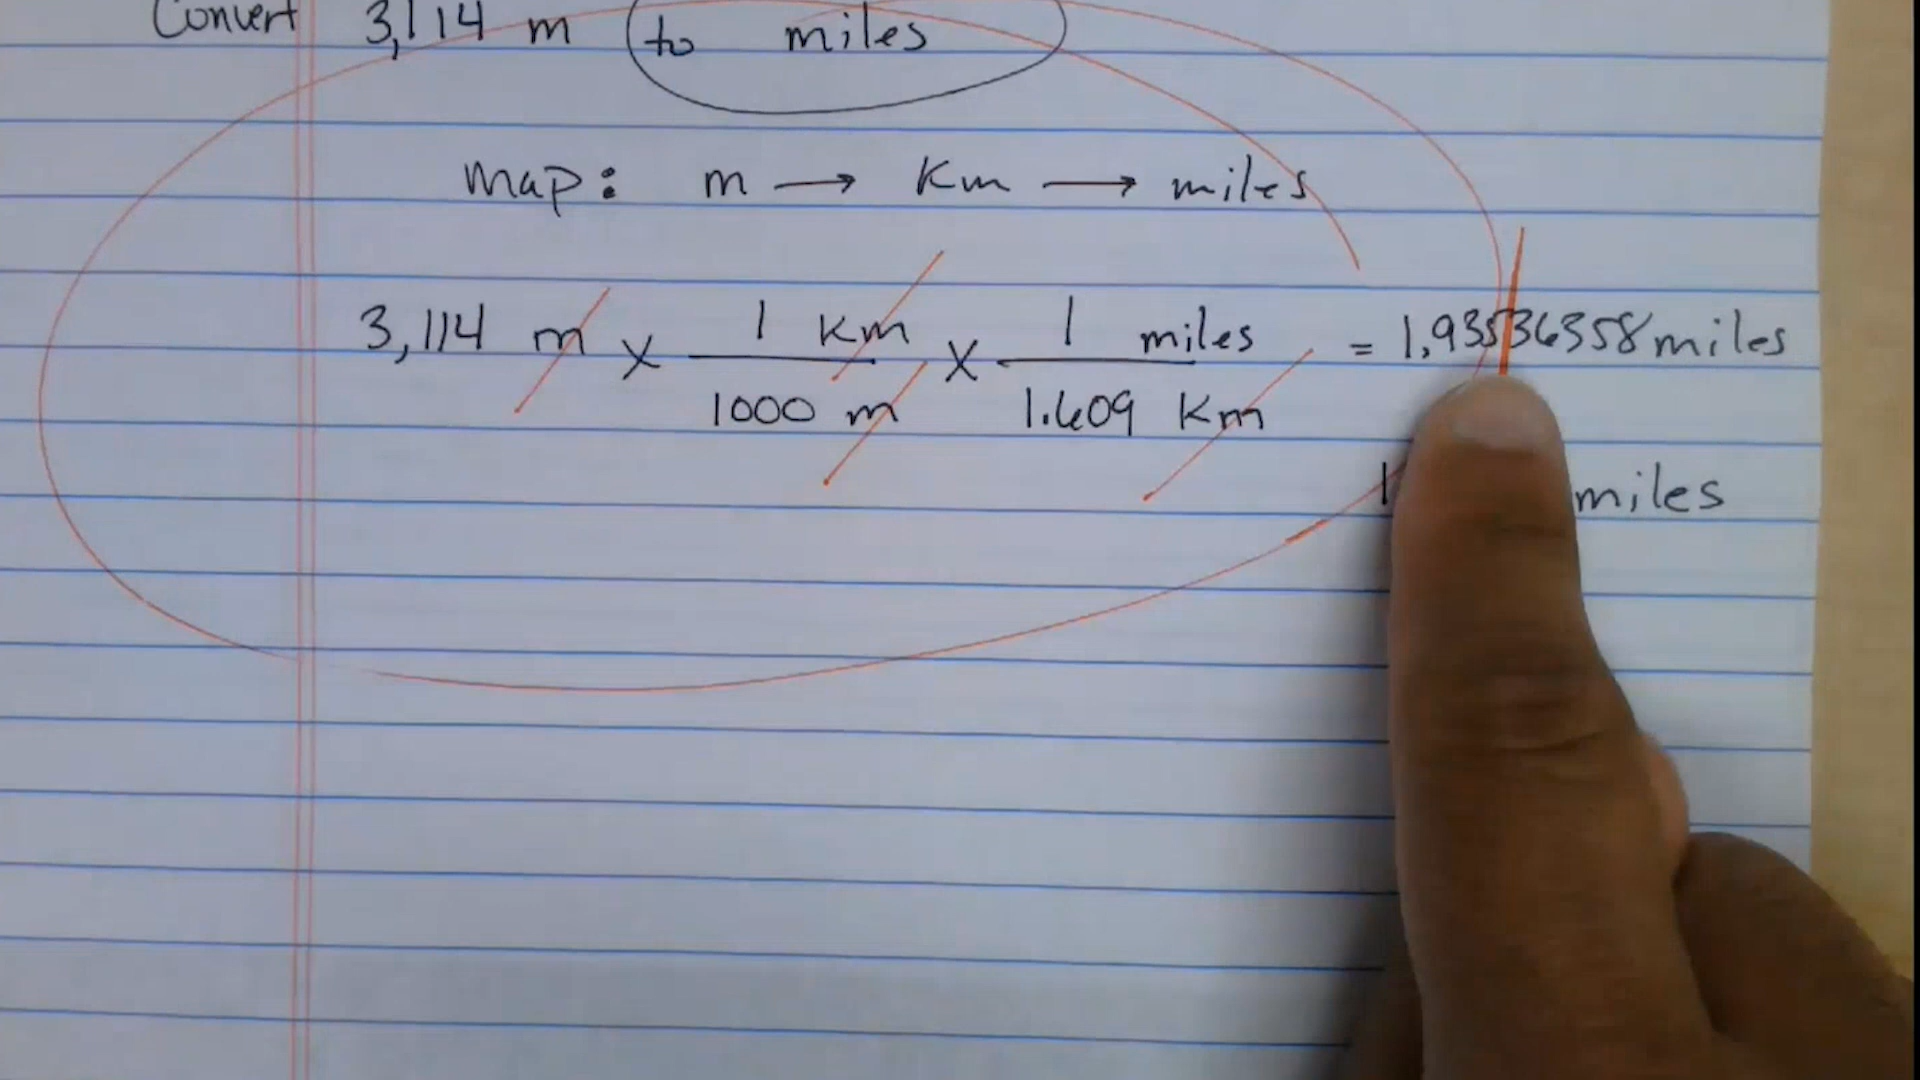 Convert 3,114 m to miles
map: m → Km → miles
3,114 m x 1 Km / 1000 m x 1 miles / 1.609 Km = 1.93536358 miles
1 miles